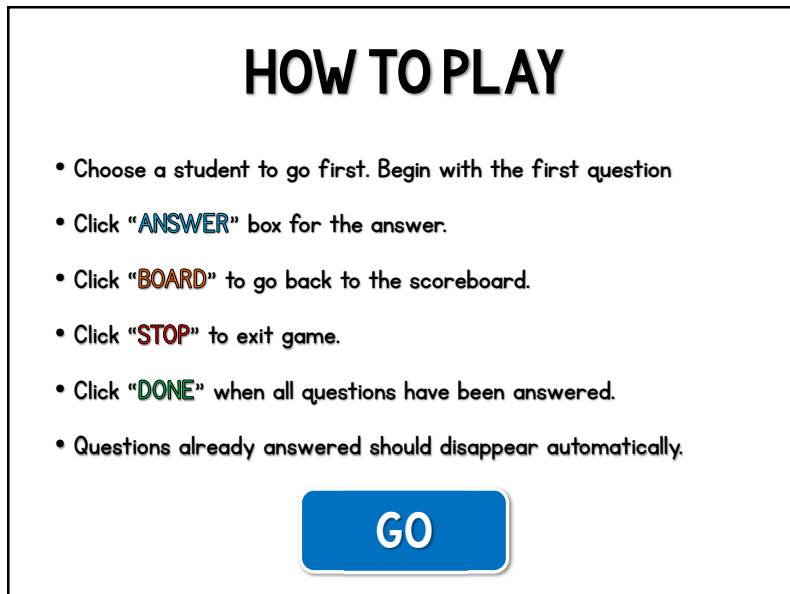 HOW TO PLAY
• Choose a student to go first. Begin with the first question
• Click “ANSWER” box for the answer.
• Click “BOARD” to go back to the scoreboard.
• Click “STOP” to exit game.
• Click “DONE” when all questions have been answered.
• Questions already answered should disappear automatically.
GO